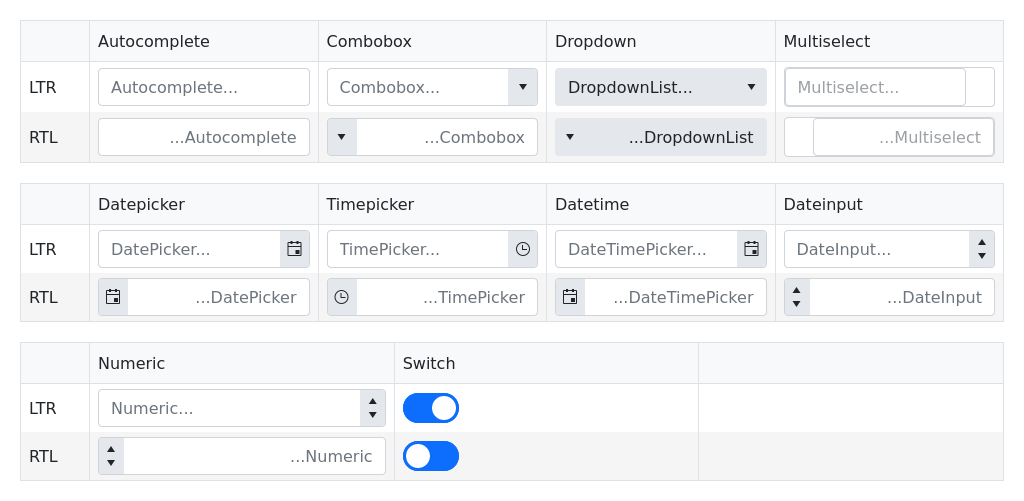 Autocomplete Combobox Dropdown Multiselect
LTR Autocomplete... Combobox... DropdownList... Multiselect...
RTL ...Autocomplete ...Combobox ...DropdownList ...Multiselect
Datepicker Timepicker Datetime Dateinput
LTR DatePicker... TimePicker... DateTimePicker... DateInput...
RTL ...DatePicker ...TimePicker ...DateTimePicker ...DateInput
Numeric Switch
LTR Numeric...
RTL ...Numeric